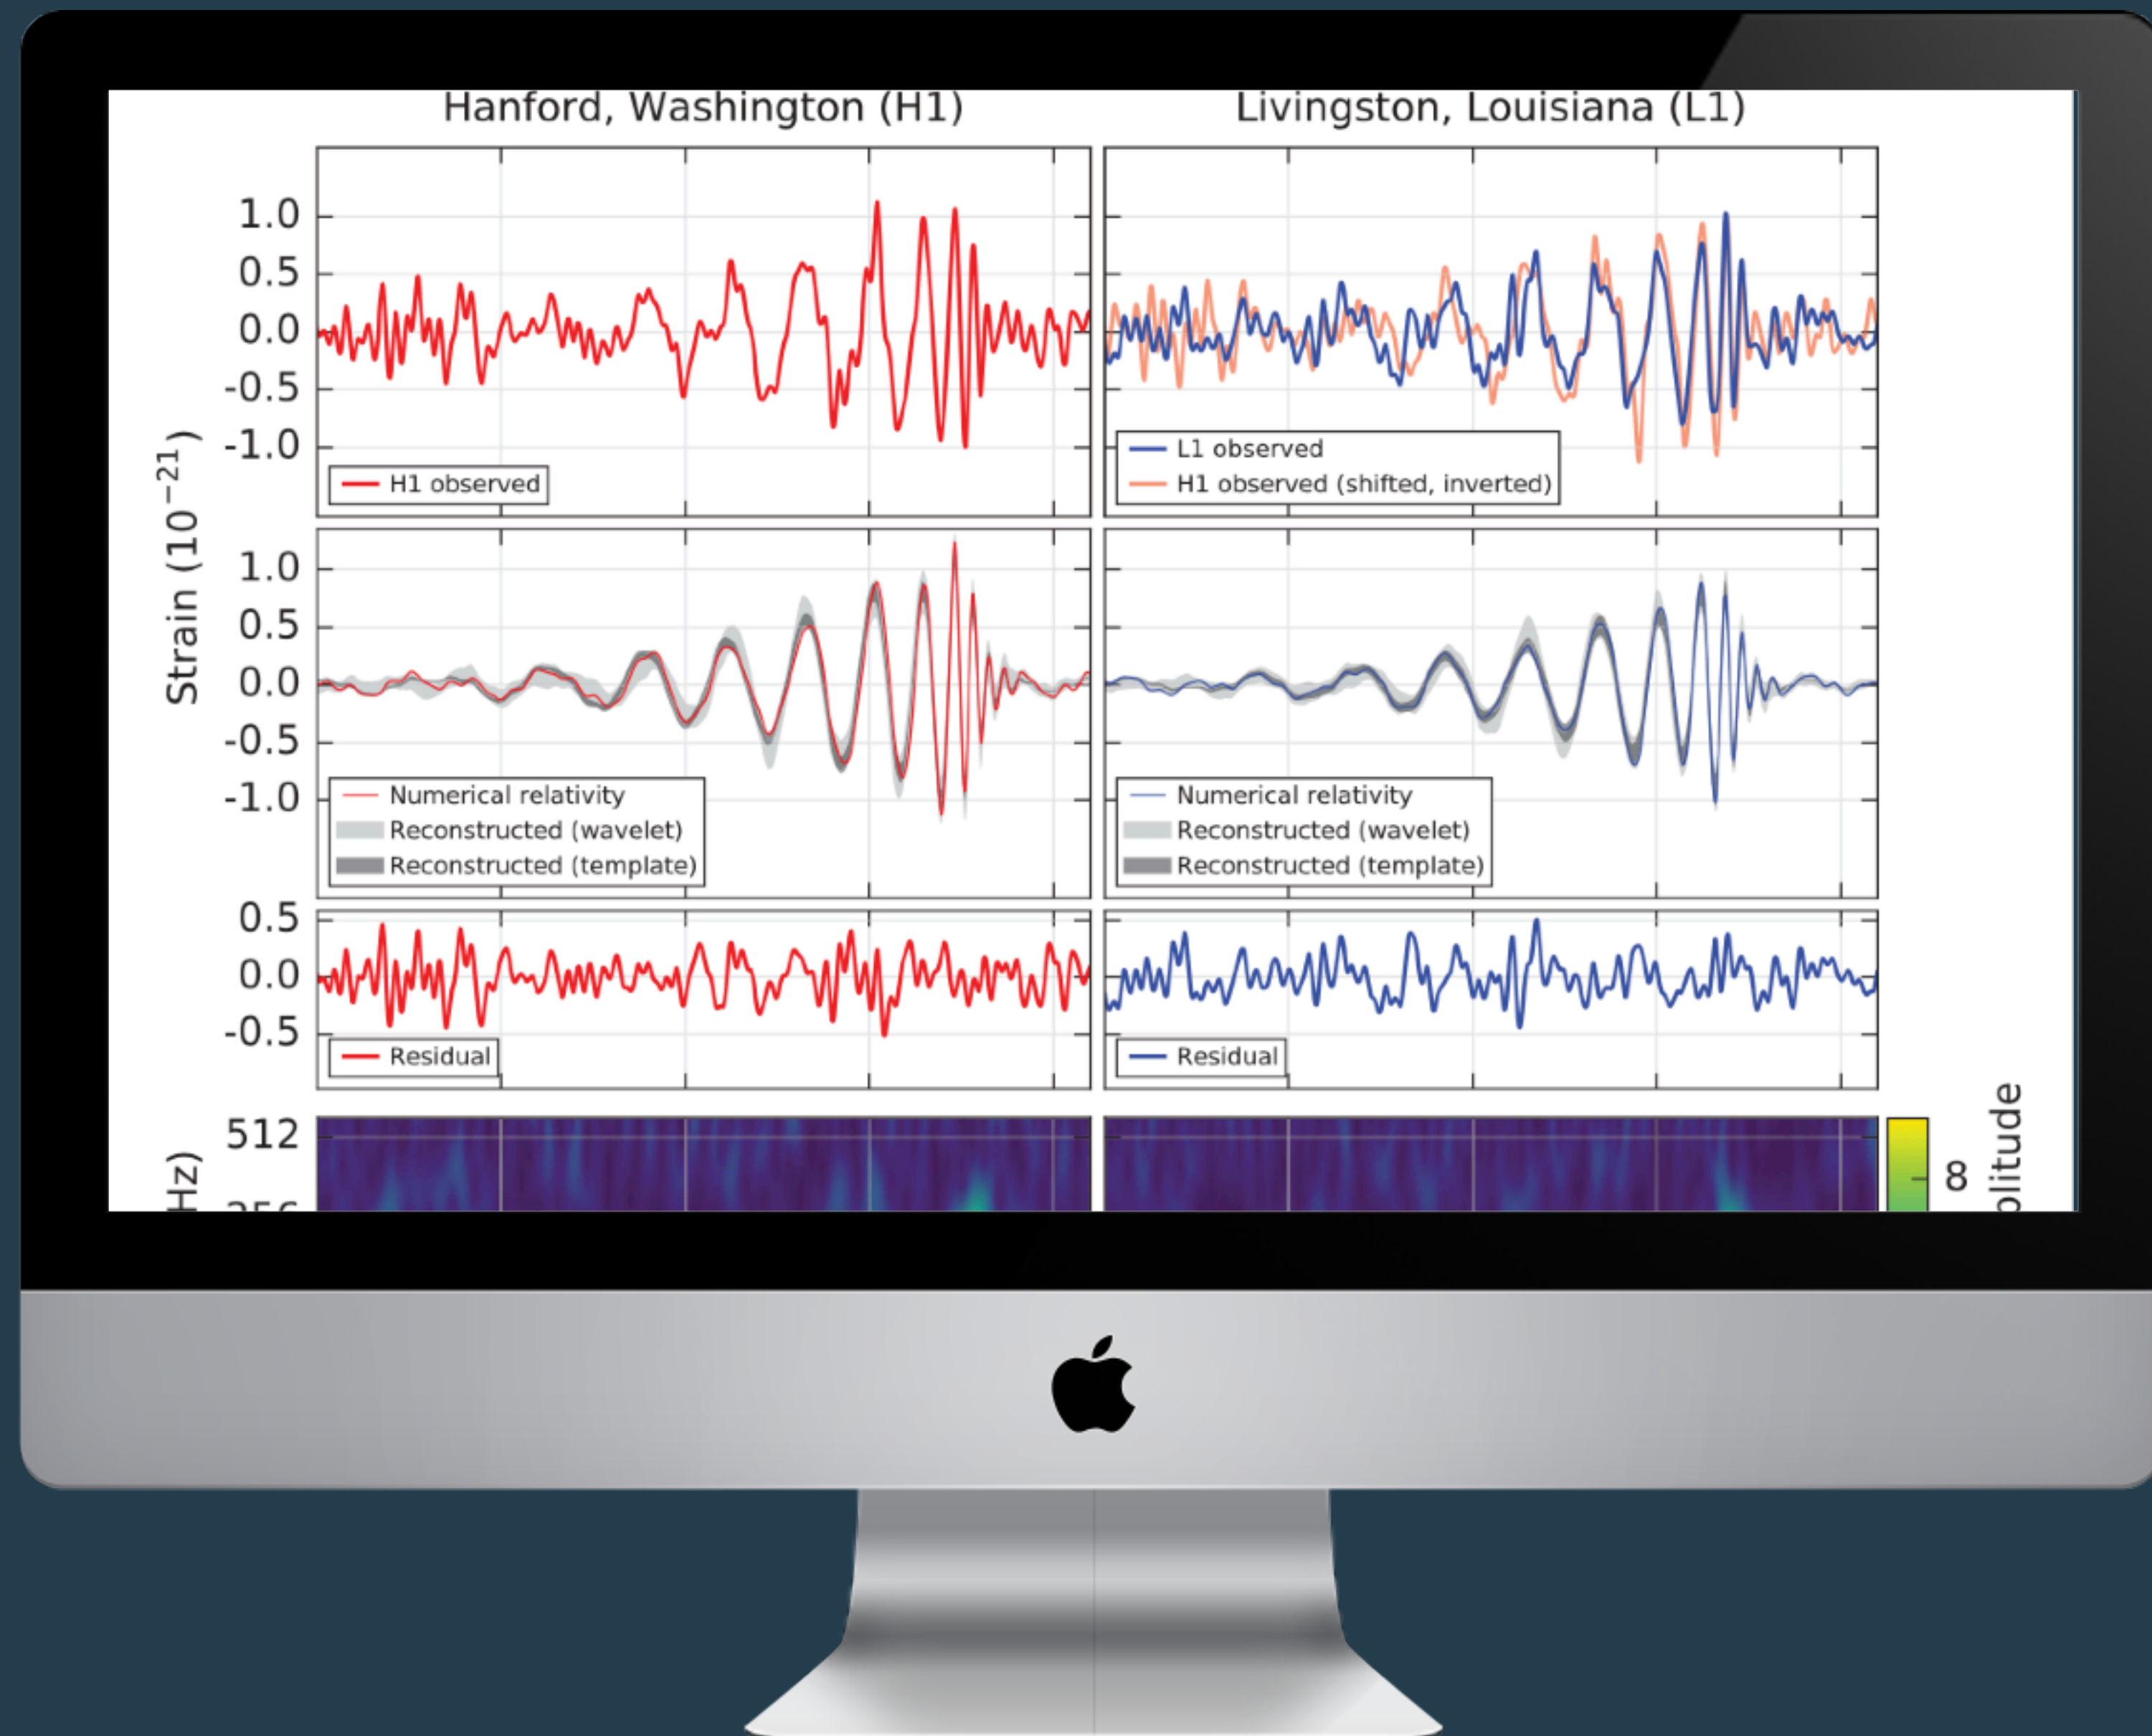 Hanford, Washington (H1)
Livingston, Louisiana (L1)
Strain (10−21)
1.0
0.5
0.0
-0.5
-1.0
H1 observed
L1 observed
H1 observed (shifted, inverted)
1.0
0.5
0.0
-0.5
-1.0
Numerical relativity
Reconstructed (wavelet)
Reconstructed (template)
Numerical relativity
Reconstructed (wavelet)
Reconstructed (template)
0.5
0.0
-0.5
Residual
Residual
Hz)
512
8
plitude